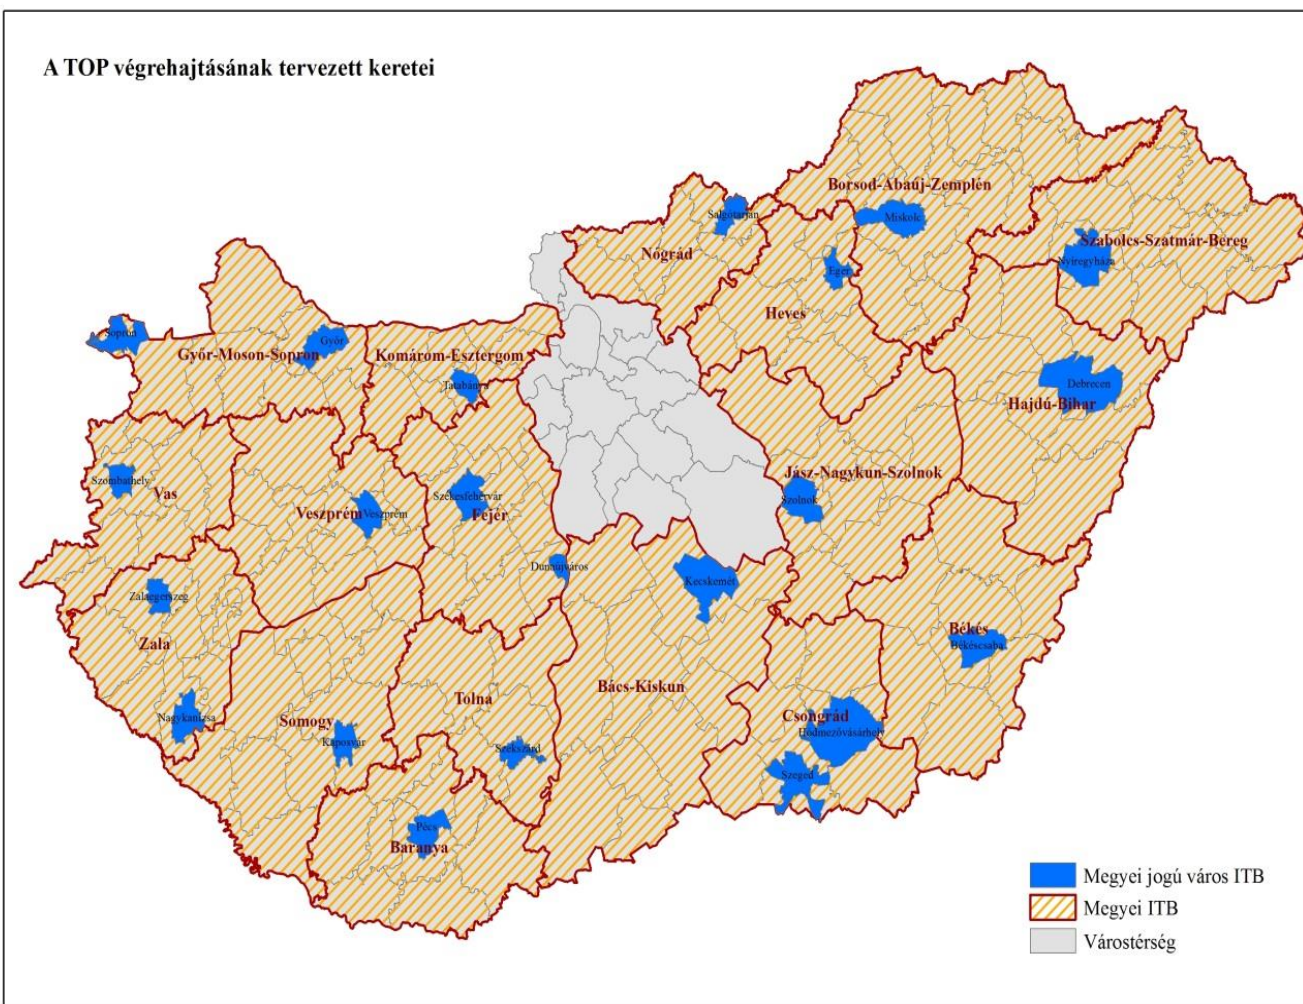 A TOP végrehajtásának tervezett keretei
Borsod-Abaúj-Zemplén
Salgótarján
Miskolc
Szabolcs-Szatmár-Bereg
Nógrád
Nyíregyháza
Eger
Heves
Sopron
Győr
Győr-Moson-Sopron
Komárom-Esztergom
Tatabánya
Debrecen
Hajdú-Bihar
Jász-Nagykun-Szolnok
Szombathely
Vas
Székesfehérvár
Szolnok
Veszprém
Veszprém
Fejér
Dunaújváros
Kecskemét
Zalaegerszeg
Békés
Zala
Békéscsaba
Bács-Kiskun
Tolna
Nagykanizsa
Somogy
Csongrád
Kaposvár
Hódmezővásárhely
Szekszárd
Szeged
Pécs
Baranya
Megyei jogú város ITB
Megyei ITB
Várostérség